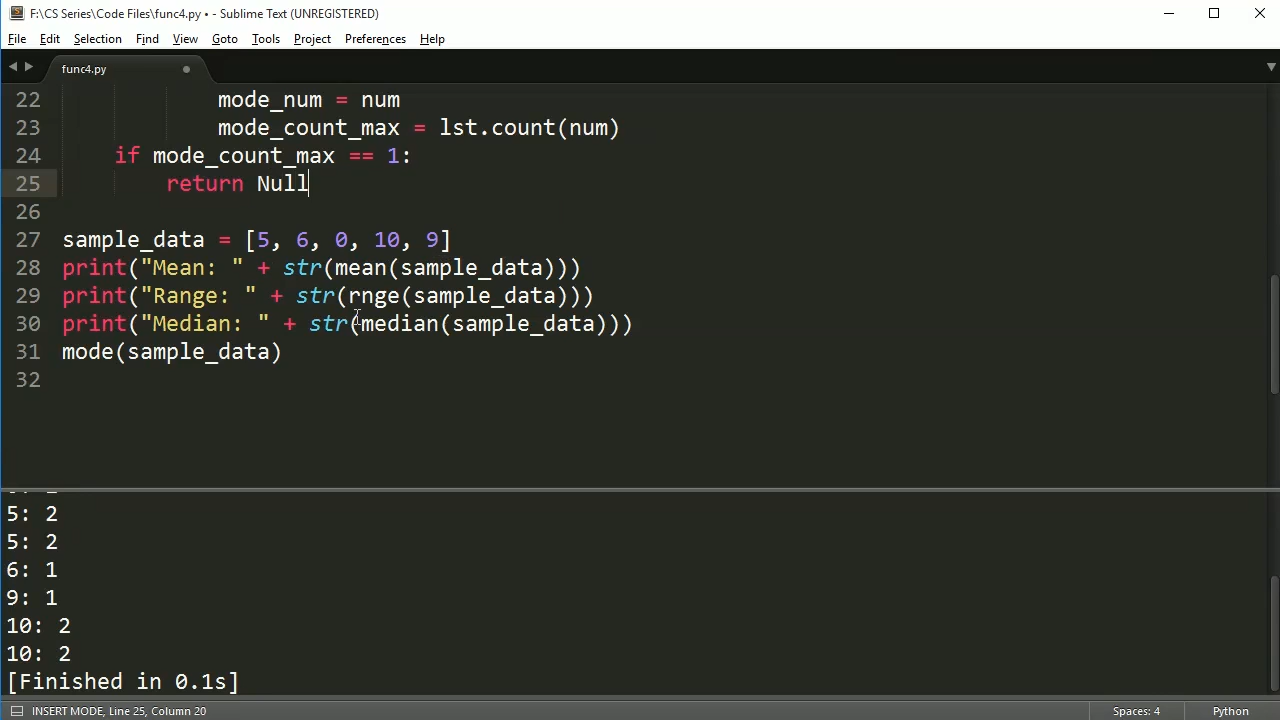 F:\CS Series\Code Files\func4.py • - Sublime Text (UNREGISTERED)
File Edit Selection Find View Goto Tools Project Preferences Help
func4.py
22 mode_num = num
23 mode_count_max = lst.count(num)
24 if mode_count_max == 1:
25 return Null
26
27 sample_data = [5, 6, 0, 10, 9]
28 print("Mean: " + str(mean(sample_data)))
29 print("Range: " + str(rnge(sample_data)))
30 print("Median: " + str(median(sample_data)))
31 mode(sample_data)
32
5: 2
5: 2
6: 1
9: 1
10: 2
10: 2
[Finished in 0.1s]
INSERT MODE, Line 25, Column 20 Spaces: 4 Python